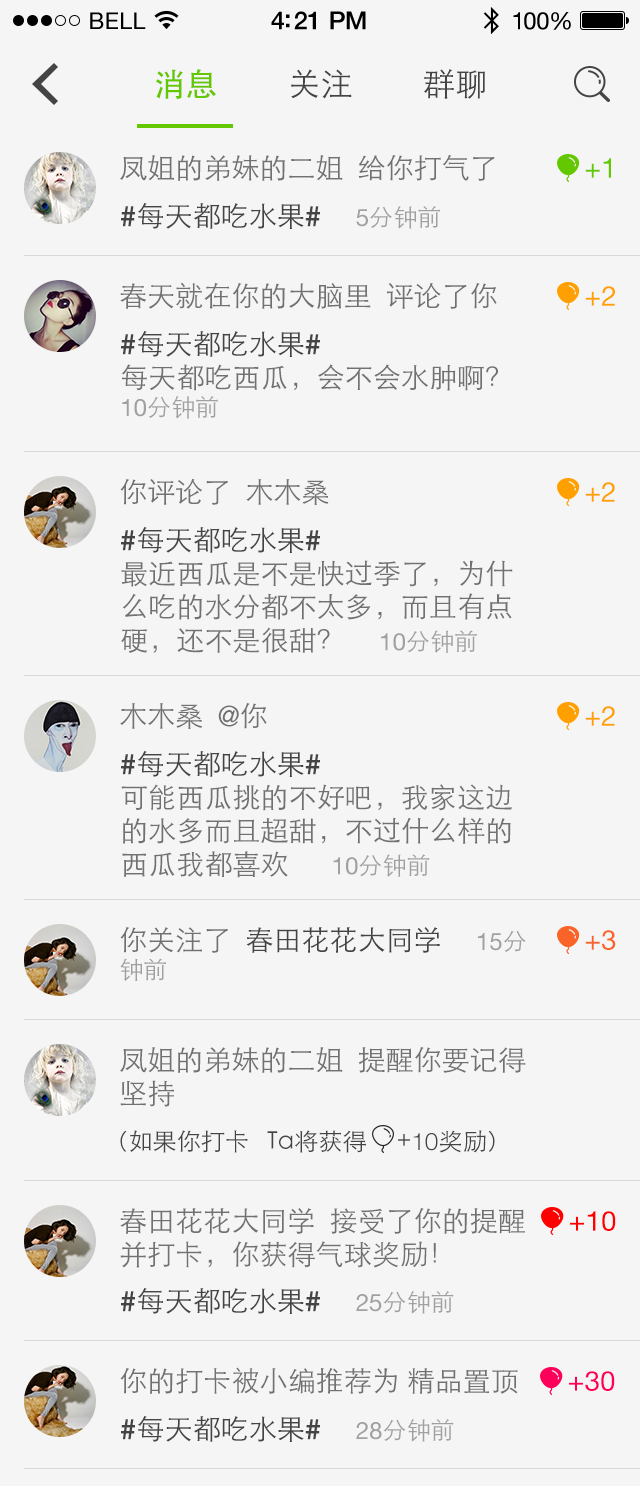 BELL 4:21 PM 100%
消息 关注 群聊
凤姐的弟妹的二姐 给你打气了 +1
#每天都吃水果# 5分钟前
春天就在你的大脑里 评论了你 +2
#每天都吃水果#
每天都吃西瓜，会不会水肿啊?
10分钟前
你评论了 木木桑 +2
#每天都吃水果#
最近西瓜是不是快过季了，为什
么吃的水分都不太多，而且有点
硬，还不是很甜? 10分钟前
木木桑 @你 +2
#每天都吃水果#
可能西瓜挑的不好吧，我家这边
的水多而且超甜，不过什么样的
西瓜我都喜欢 10分钟前
你关注了 春田花花大同学 15分 +3
钟前
凤姐的弟妹的二姐 提醒你要记得
坚持
(如果你打卡 Ta将获得 +10奖励)
春田花花大同学 接受了你的提醒 +10
并打卡，你获得气球奖励!
#每天都吃水果# 25分钟前
你的打卡被小编推荐为 精品置顶 +30
#每天都吃水果# 28分钟前